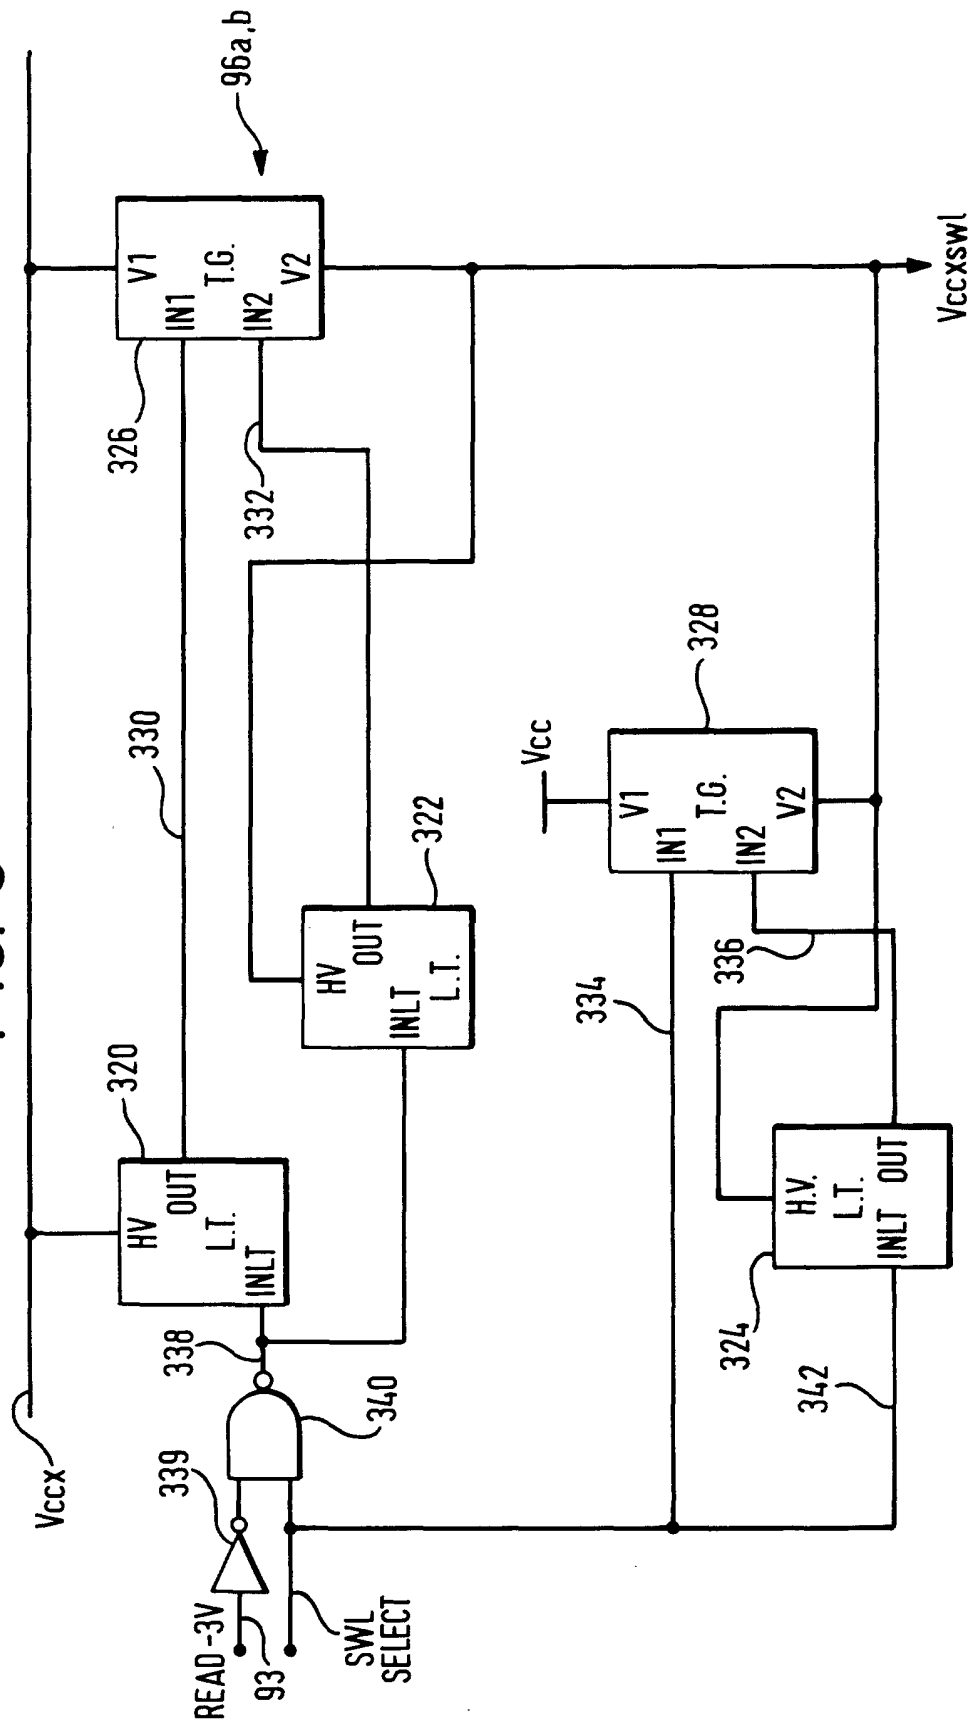 Vccx
READ-3V
93
SWL
SELECT
339
340
338
320
HV
OUT
L.T.
INLT
330
322
HV
OUT
INLT
L.T.
332
326
V1
IN1
T.G.
IN2
V2
96a,b
334
342
324
H.V.
L.T.
INLT OUT
336
Vcc
328
V1
IN1
T.G.
IN2
V2
Vccxswl